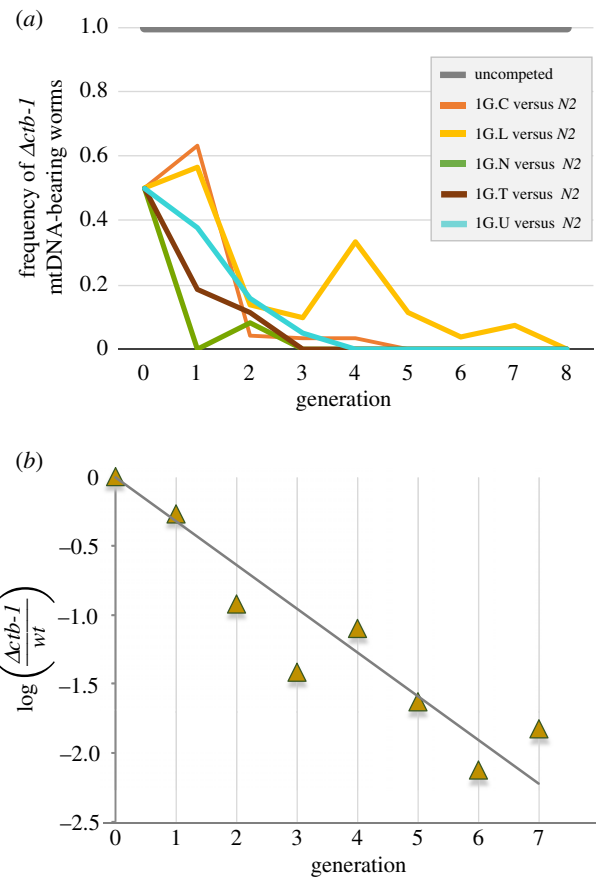 (a)
1.0
0.8
0.6
0.4
0.2
0
frequency of Δctb-1
mtDNA-bearing worms
uncompeted
1G.C versus N2
1G.L versus N2
1G.N versus N2
1G.T versus N2
1G.U versus N2
0 1 2 3 4 5 6 7 8
generation
(b)
0
–0.5
–1.0
–1.5
–2.0
–2.5
log (Δctb-1
wt)
0 1 2 3 4 5 6 7
generation